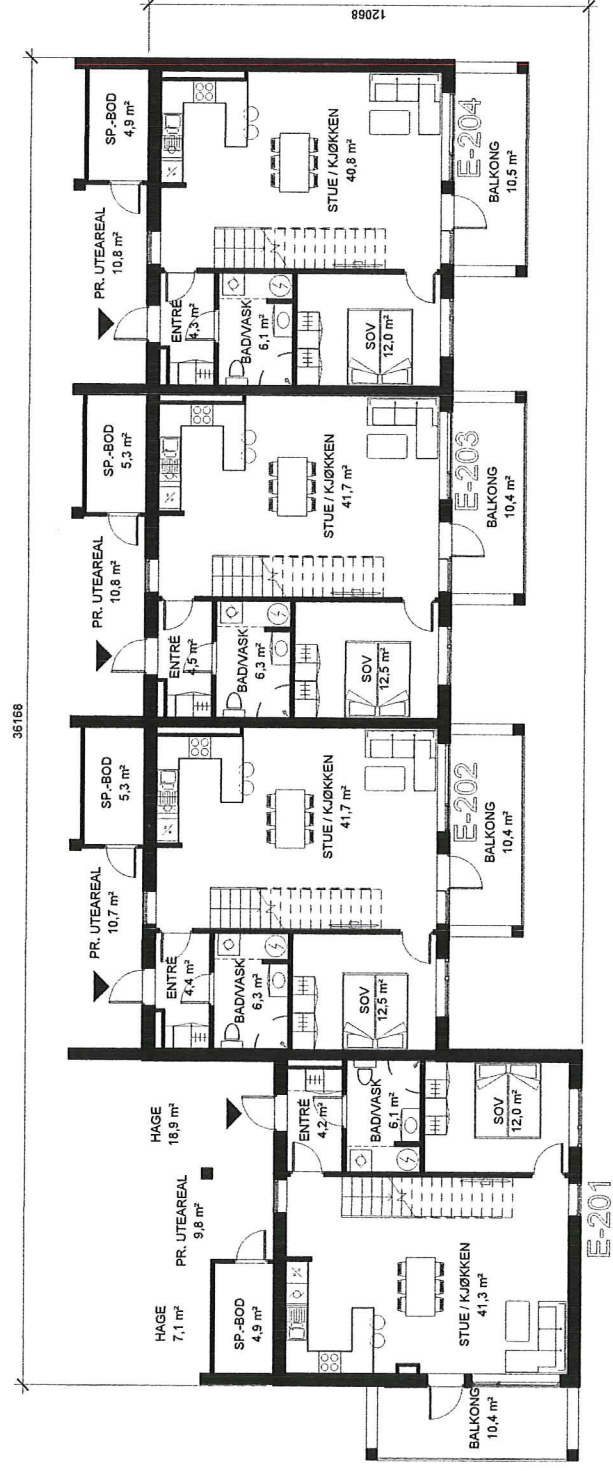 36168
12068
HAGE
7,1 m²
PR. UTEAREAL
9,8 m²
HAGE
18,9 m²
SP.-BOD
4,9 m²
ENTRÉ
4,2 m²
BAD/VASK
6,1 m²
SOV
12,0 m²
STUE / KJØKKEN
41,3 m²
BALKONG
10,4 m²
E-201
PR. UTEAREAL
10,7 m²
SP.-BOD
5,3 m²
ENTRÉ
4,4 m²
BAD/VASK
6,3 m²
SOV
12,5 m²
STUE / KJØKKEN
41,7 m²
E-202
BALKONG
10,4 m²
PR. UTEAREAL
10,8 m²
SP.-BOD
5,3 m²
ENTRÉ
4,5 m²
BAD/VASK
6,3 m²
SOV
12,5 m²
STUE / KJØKKEN
41,7 m²
E-203
BALKONG
10,4 m²
PR. UTEAREAL
10,8 m²
SP.-BOD
4,9 m²
ENTRÉ
4,3 m²
BAD/VASK
6,1 m²
SOV
12,0 m²
STUE / KJØKKEN
40,8 m²
E-204
BALKONG
10,5 m²